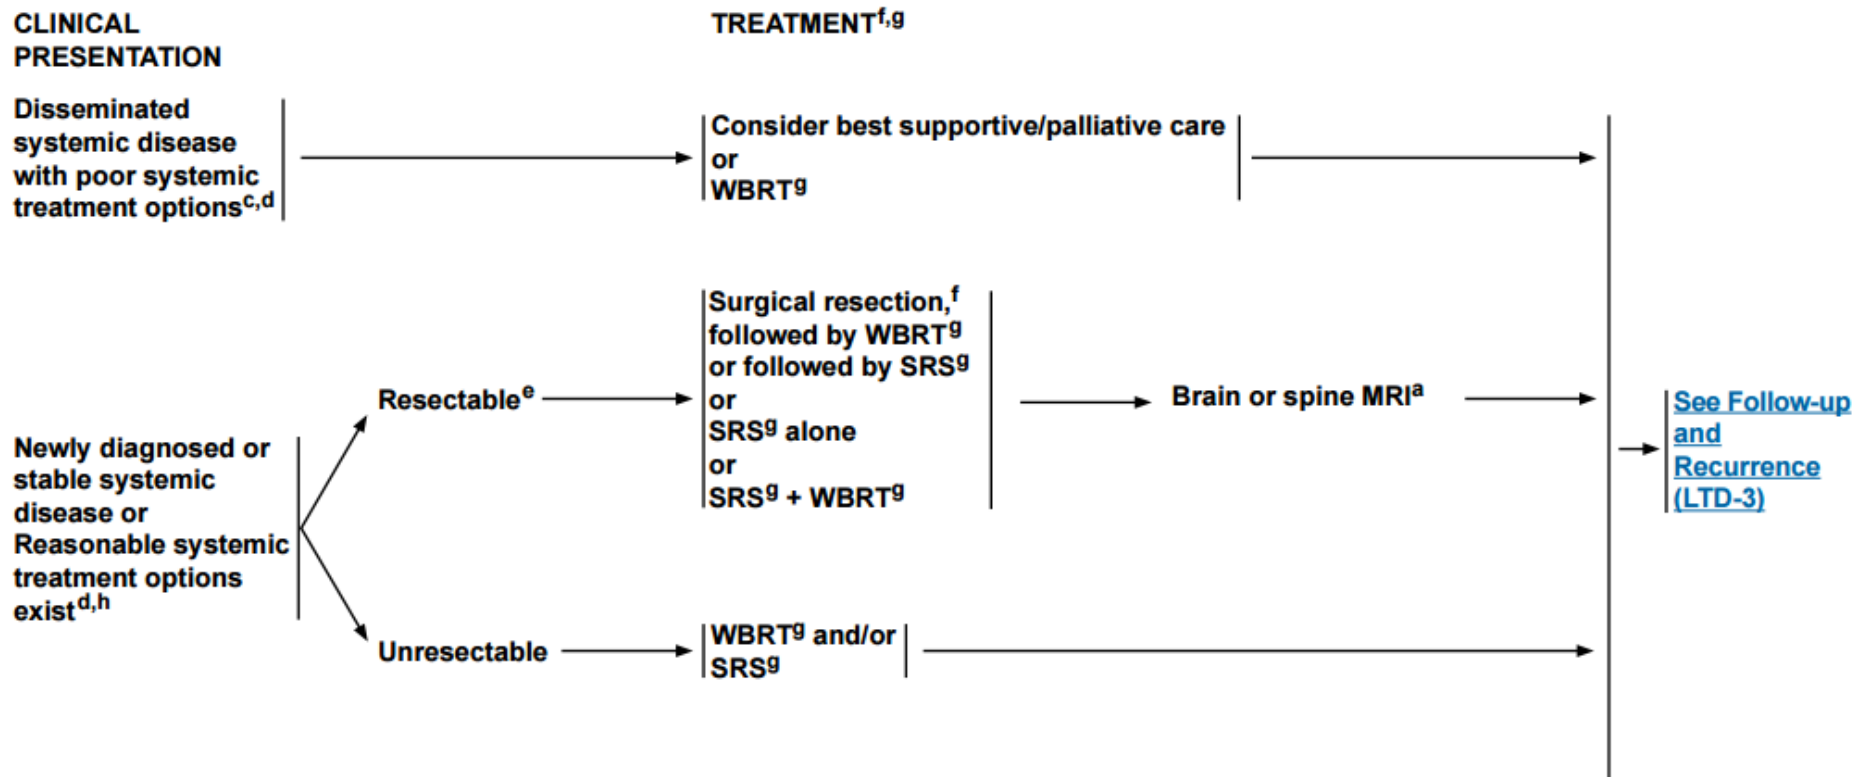 CLINICAL
PRESENTATION
TREATMENTf,g
Disseminated
systemic disease
with poor systemic
treatment optionsc,d
Consider best supportive/palliative care
or
WBRTg
Newly diagnosed or
stable systemic
disease or
Reasonable systemic
treatment options
existd,h
Resectablee
Surgical resection,f
followed by WBRTg
or followed by SRSg
or
SRSg alone
or
SRSg + WBRTg
Brain or spine MRIa
Unresectable
WBRTg and/or
SRSg
See Follow-up
and
Recurrence
(LTD-3)